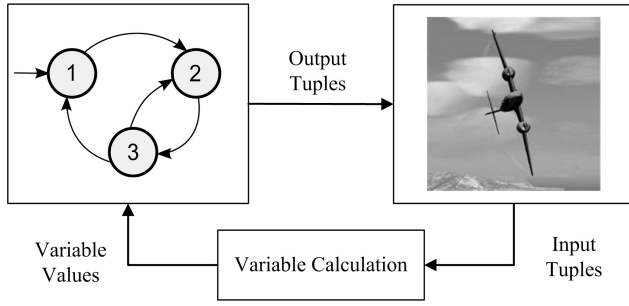 1
2
3
Output
Tuples
Variable
Values
Variable Calculation
Input
Tuples